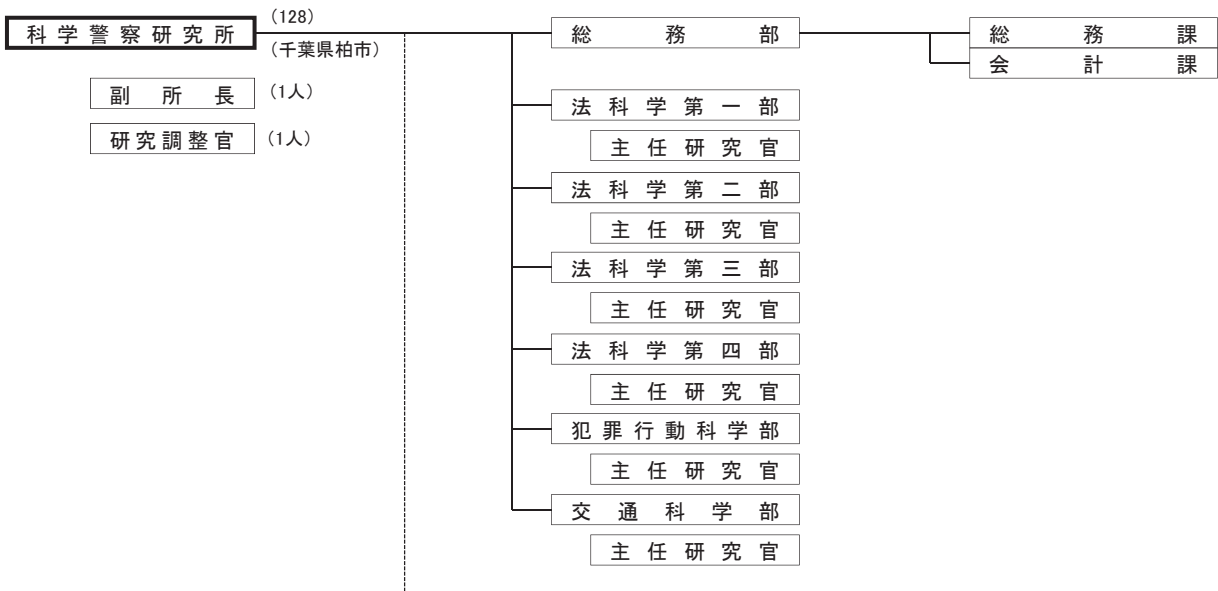 科学警察研究所
(128)
(千葉県柏市)
副所長
(1人)
研究調整官
(1人)
総務部
総務課
会計課
法科学第一部
主任研究官
法科学第二部
主任研究官
法科学第三部
主任研究官
法科学第四部
主任研究官
犯罪行動科学部
主任研究官
交通科学部
主任研究官